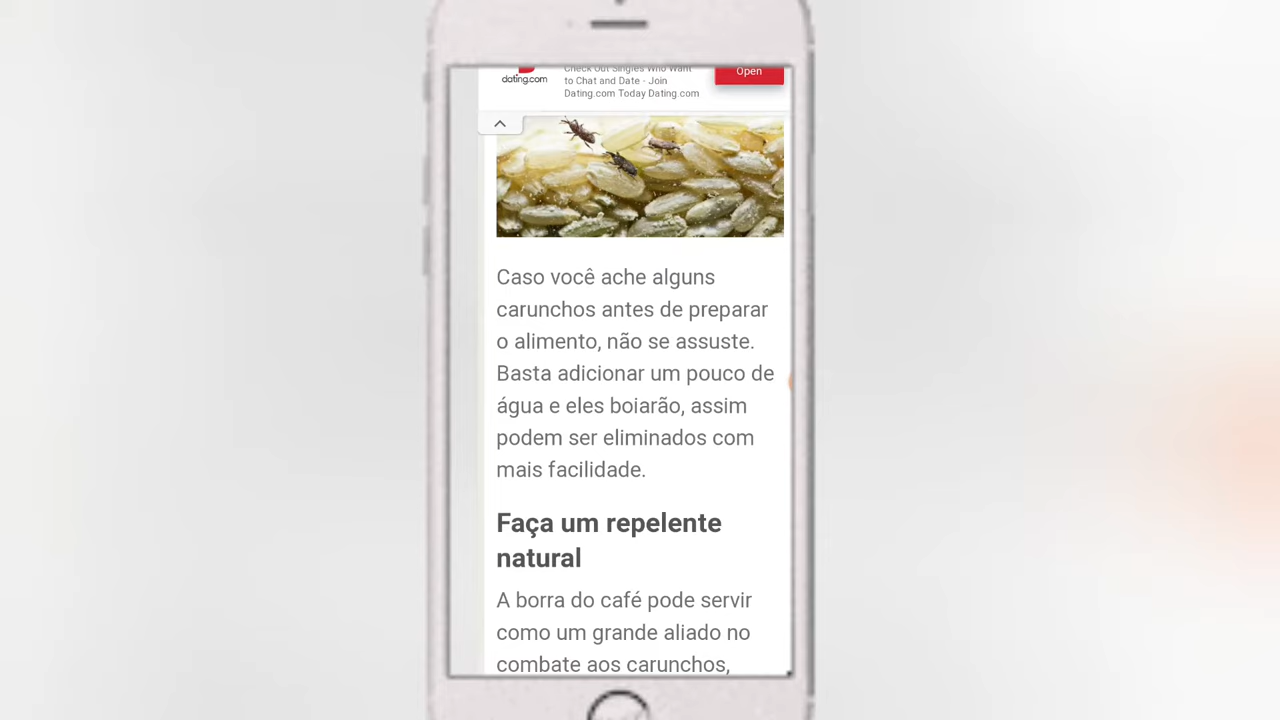 dating.com
Check Out Singles Who Want
to Chat and Date - Join
Dating.com Today Dating.com
Open
Caso você ache alguns
carunchos antes de preparar
o alimento, não se assuste.
Basta adicionar um pouco de
água e eles boiarão, assim
podem ser eliminados com
mais facilidade.
Faça um repelente
natural
A borra do café pode servir
como um grande aliado no
combate aos carunchos,